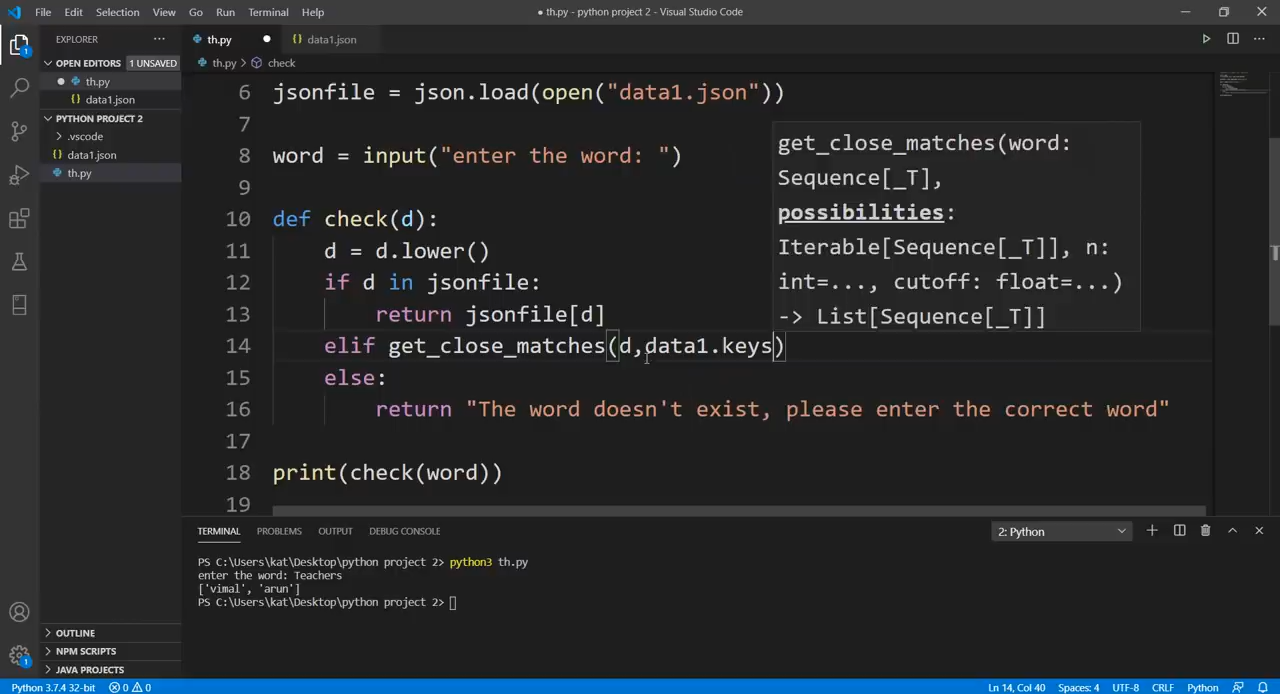 File Edit Selection View Go Run Terminal Help
● th.py - python project 2 - Visual Studio Code
EXPLORER
OPEN EDITORS 1 UNSAVED
th.py
data1.json
PYTHON PROJECT 2
.vscode
data1.json
th.py
OUTLINE
NPM SCRIPTS
JAVA PROJECTS
th.py
data1.json
th.py > check
6 jsonfile = json.load(open("data1.json"))
7
8 word = input("enter the word: ")
9
10 def check(d):
11 d = d.lower()
12 if d in jsonfile:
13 return jsonfile[d]
14 elif get_close_matches(d,data1.keys)
15 else:
16 return "The word doesn't exist, please enter the correct word"
17
18 print(check(word))
19
get_close_matches(word:
Sequence[_T],
possibilities:
Iterable[Sequence[_T]], n:
int=..., cutoff: float=...)
-> List[Sequence[_T]]
TERMINAL PROBLEMS OUTPUT DEBUG CONSOLE
2: Python
PS C:\Users\kat\Desktop\python project 2> python3 th.py
enter the word: Teachers
['vimal', 'arun']
PS C:\Users\kat\Desktop\python project 2>
1
1
Python 3.7.4 32-bit 0 0
Ln 14, Col 40 Spaces: 4 UTF-8 CRLF Python